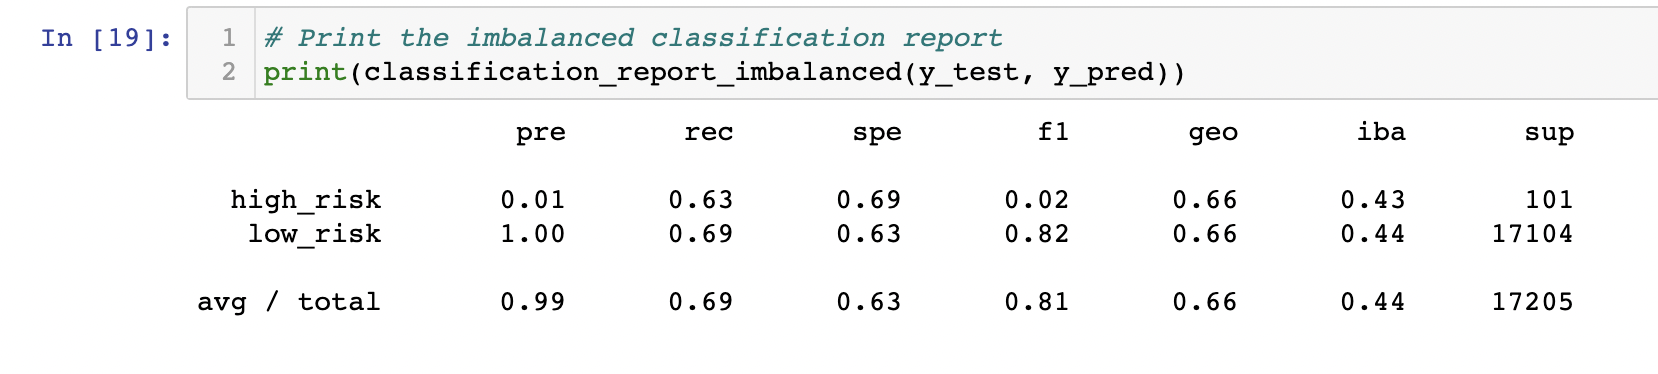 In [19]: 1 # Print the imbalanced classification report
2 print(classification_report_imbalanced(y_test, y_pred))
pre rec spe f1 geo iba sup
high_risk 0.01 0.63 0.69 0.02 0.66 0.43 101
low_risk 1.00 0.69 0.63 0.82 0.66 0.44 17104
avg / total 0.99 0.69 0.63 0.81 0.66 0.44 17205